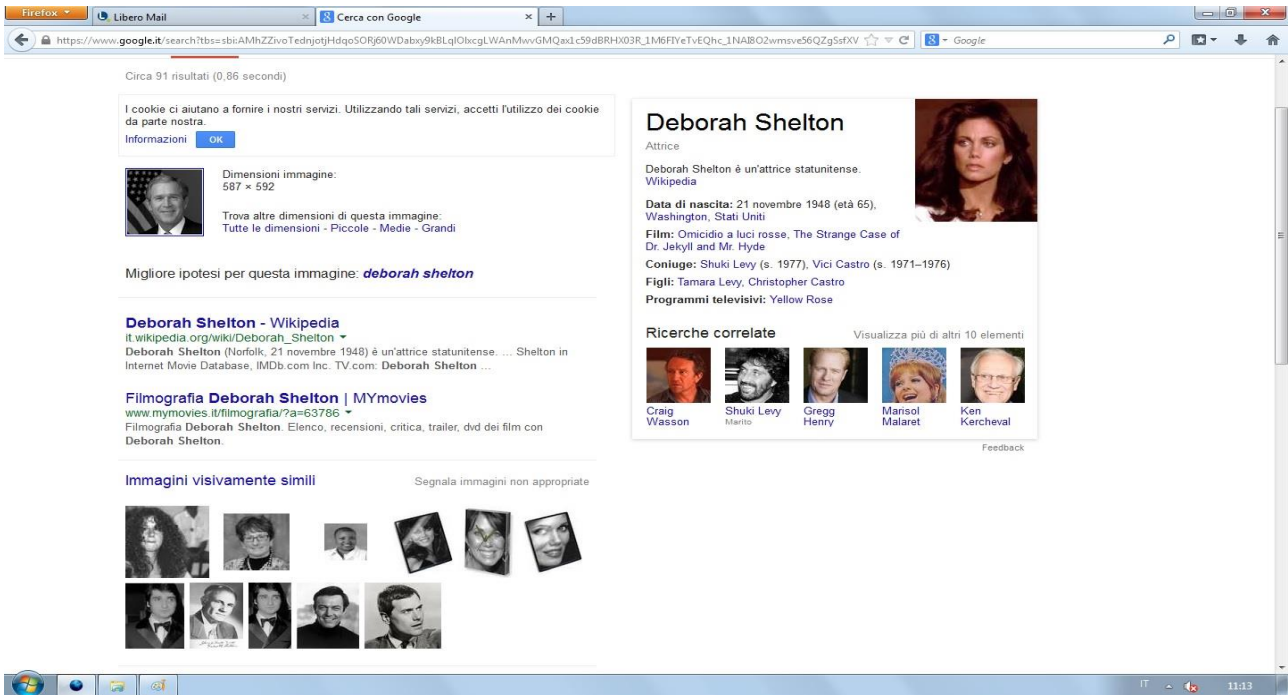 Firefox
Libero Mail
Cerca con Google
Google
Circa 91 risultati (0,86 secondi)
I cookie ci aiutano a fornire i nostri servizi. Utilizzando tali servizi, accetti l'utilizzo dei cookie
da parte nostra.
Informazioni OK
Dimensioni immagine:
587 × 592
Trova altre dimensioni di questa immagine:
Tutte le dimensioni - Piccole - Medie - Grandi
Migliore ipotesi per questa immagine: deborah shelton
Deborah Shelton - Wikipedia
it.wikipedia.org/wiki/Deborah_Shelton
Deborah Shelton (Norfolk, 21 novembre 1948) è un'attrice statunitense. ... Shelton in
Internet Movie Database, IMDb.com Inc. TV.com: Deborah Shelton ...
Filmografia Deborah Shelton | MYmovies
www.mymovies.it/filmografia/?a=63786
Filmografia Deborah Shelton. Elenco, recensioni, critica, trailer, dvd dei film con
Deborah Shelton.
Immagini visivamente simili Segnala immagini non appropriate
Deborah Shelton
Attrice
Deborah Shelton è un'attrice statunitense.
Wikipedia
Data di nascita: 21 novembre 1948 (età 65),
Washington, Stati Uniti
Film: Omicidio a luci rosse, The Strange Case of
Dr. Jekyll and Mr. Hyde
Coniuge: Shuki Levy (s. 1977), Vici Castro (s. 1971–1976)
Figli: Tamara Levy, Christopher Castro
Programmi televisivi: Yellow Rose
Ricerche correlate Visualizza più di altri 10 elementi
Craig
Wasson
Shuki Levy
Marito
Gregg
Henry
Marisol
Malaret
Ken
Kercheval
Feedback
IT 11:13